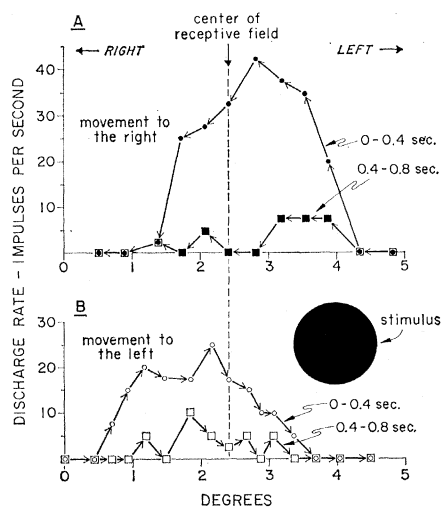 center of
receptive field
A
RIGHT
LEFT
40
30
20
10
movement to
the right
0-0.4 sec.
0.4-0.8 sec.
0 1 2 3 4 5
DISCHARGE RATE - IMPULSES PER SECOND
B
30
20
10
movement to
the left
stimulus
0-0.4 sec.
0.4-0.8 sec.
0 1 2 3 4 5
DEGREES